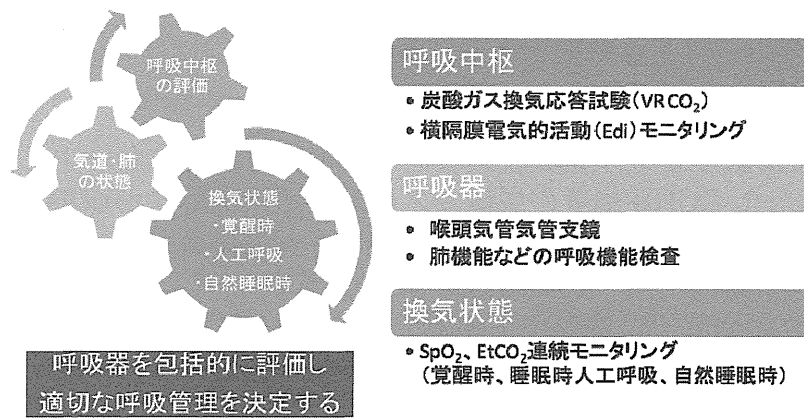 呼吸中枢
の評価
気道・肺
の状態
換気状態
・覚醒時
・人工呼吸
・自然睡眠時
呼吸器を包括的に評価し
適切な呼吸管理を決定する
呼吸中枢
• 炭酸ガス換気応答試験(VRCO₂)
• 横隔膜電気的活動(Edi)モニタリング
呼吸器
• 喉頭気管気管支鏡
• 肺機能などの呼吸機能検査
換気状態
• SpO₂、EtCO₂連続モニタリング
(覚醒時、睡眠時人工呼吸、自然睡眠時)